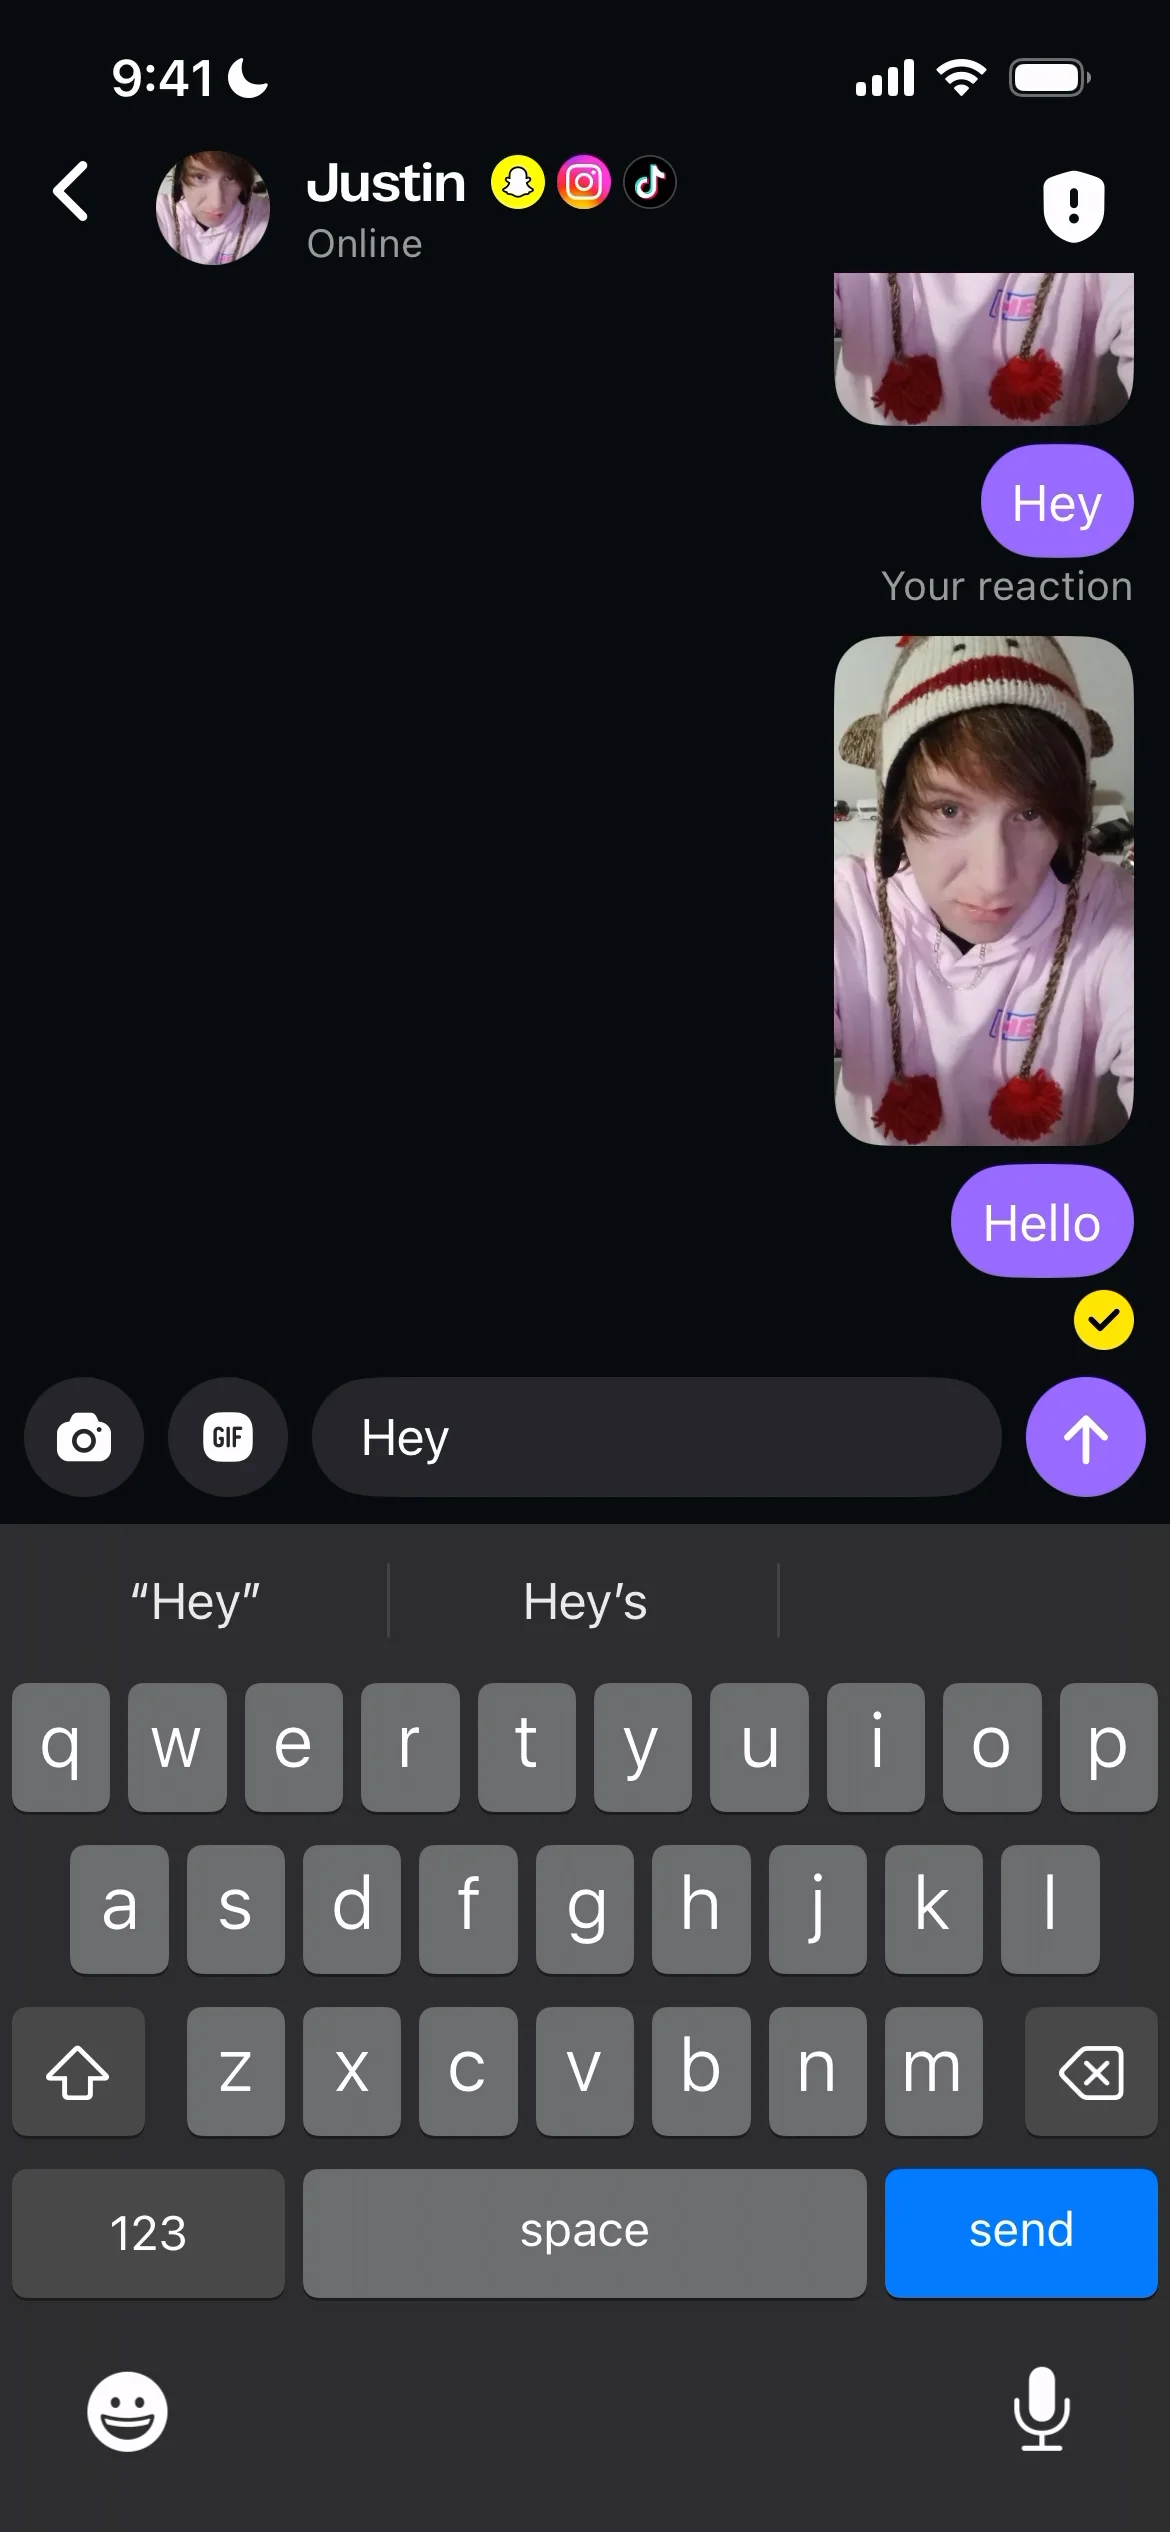 9:41
Justin
Online
Hey
Your reaction
Hello
GIF
Hey
“Hey”
Hey’s
q w e r t y u i o p
a s d f g h j k l
z x c v b n m
123
space
send